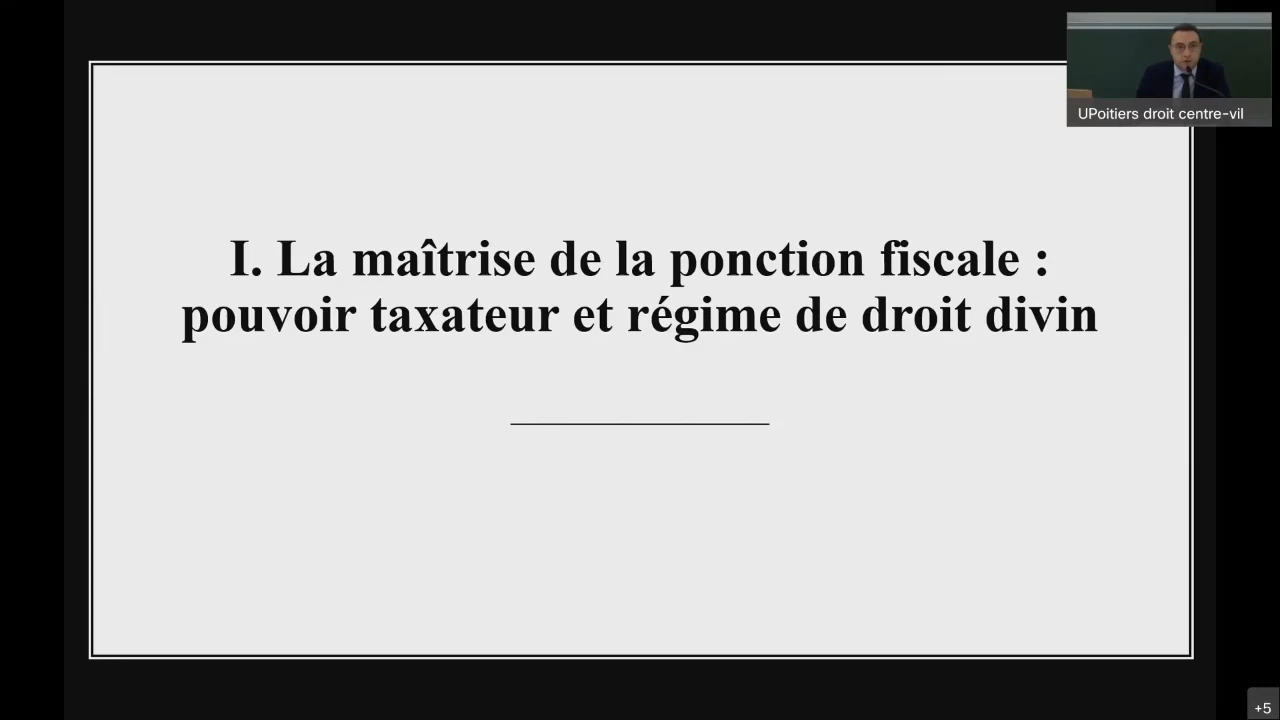 UPoitiers droit centre-vil
I. La maîtrise de la ponction fiscale :
pouvoir taxateur et régime de droit divin
+5